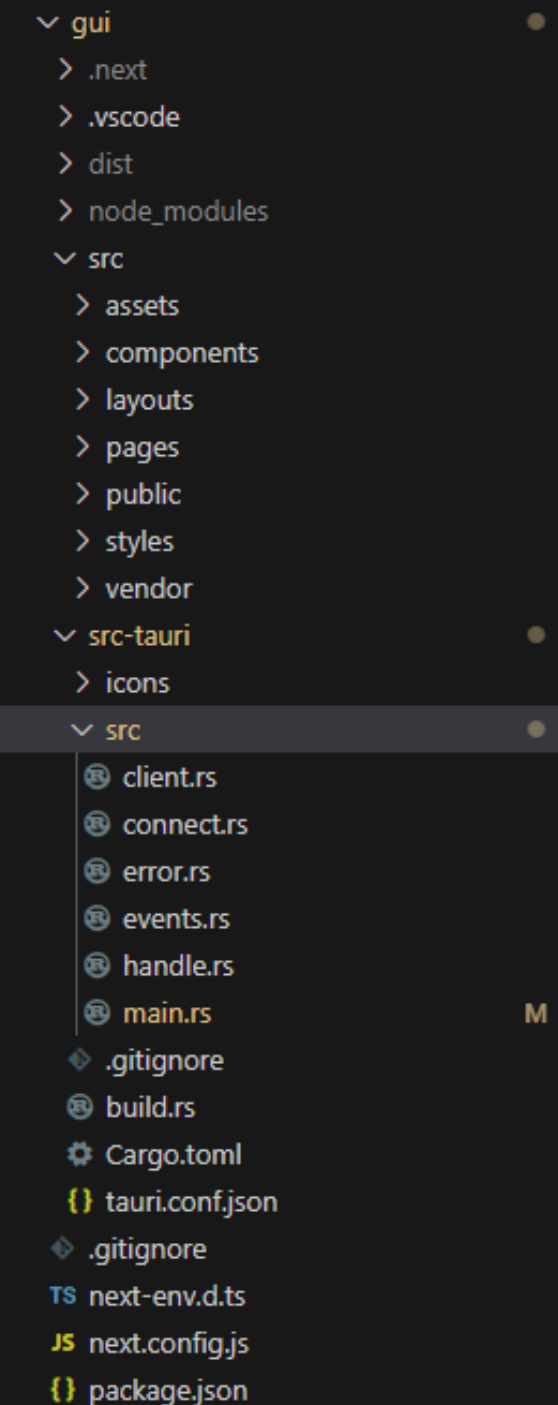 gui
.next
.vscode
dist
node_modules
src
assets
components
layouts
pages
public
styles
vendor
src-tauri
icons
src
client.rs
connect.rs
error.rs
events.rs
handle.rs
main.rs M
.gitignore
build.rs
Cargo.toml
{} tauri.conf.json
.gitignore
TS next-env.d.ts
JS next.config.js
{} package.json